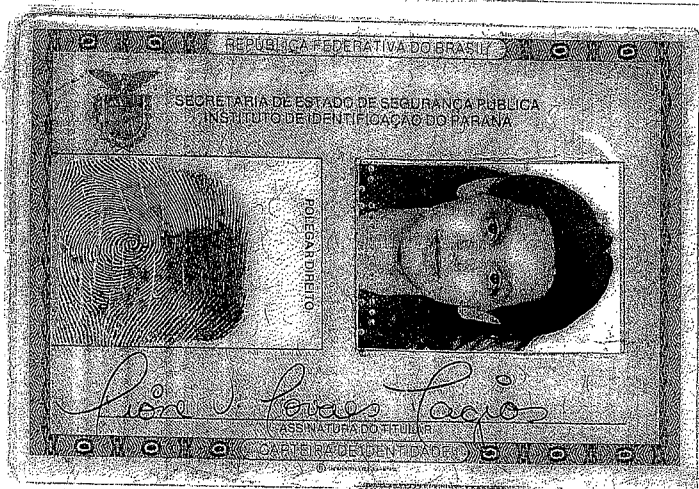 REPÚBLICA FEDERATIVA DO BRASIL
SECRETARIA DE ESTADO DE SEGURANÇA PÚBLICA
INSTITUTO DE IDENTIFICAÇÃO DO PARANÁ
POLEGAR DIREITO
ASSINATURA DO TITULAR
CARTEIRA DE IDENTIDADE